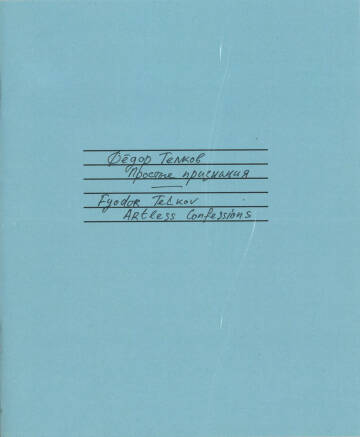 Фёдор Телков
Простые признания
Fyodor Telkov
Artless Confessions